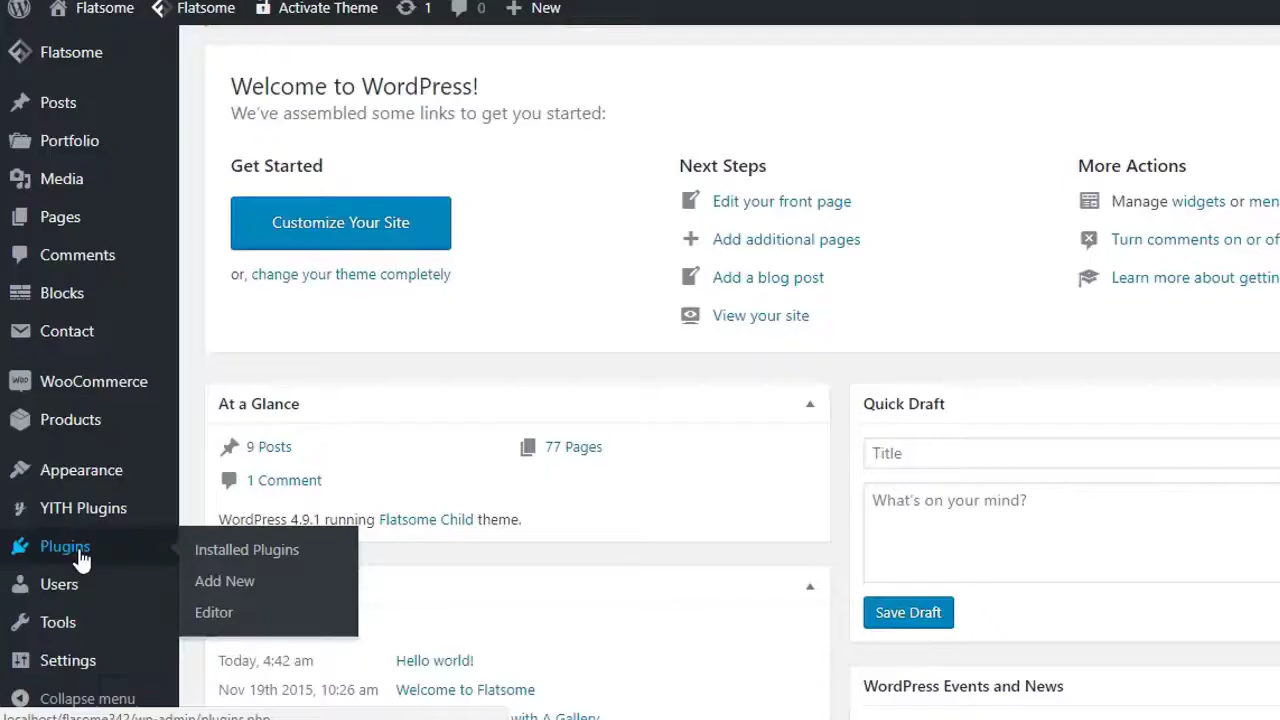 Flatsome
Flatsome
Activate Theme
1
0
New
Flatsome
Posts
Portfolio
Media
Pages
Comments
Blocks
Contact
WooCommerce
Products
Appearance
YITH Plugins
Plugins
Users
Tools
Settings
Collapse menu
Installed Plugins
Add New
Editor
Welcome to WordPress!
We've assembled some links to get you started:
Get Started
Customize Your Site
or, change your theme completely
Next Steps
Edit your front page
Add additional pages
Add a blog post
View your site
More Actions
Manage widgets or men
Turn comments on or of
Learn more about gettin
At a Glance
9 Posts
77 Pages
1 Comment
WordPress 4.9.1 running Flatsome Child theme.
Today, 4:42 am
Hello world!
Nov 19th 2015, 10:26 am
Welcome to Flatsome
with A Gallery
Quick Draft
Title
What's on your mind?
Save Draft
WordPress Events and News
localhost/flasome342/wp-admin/plugins.php